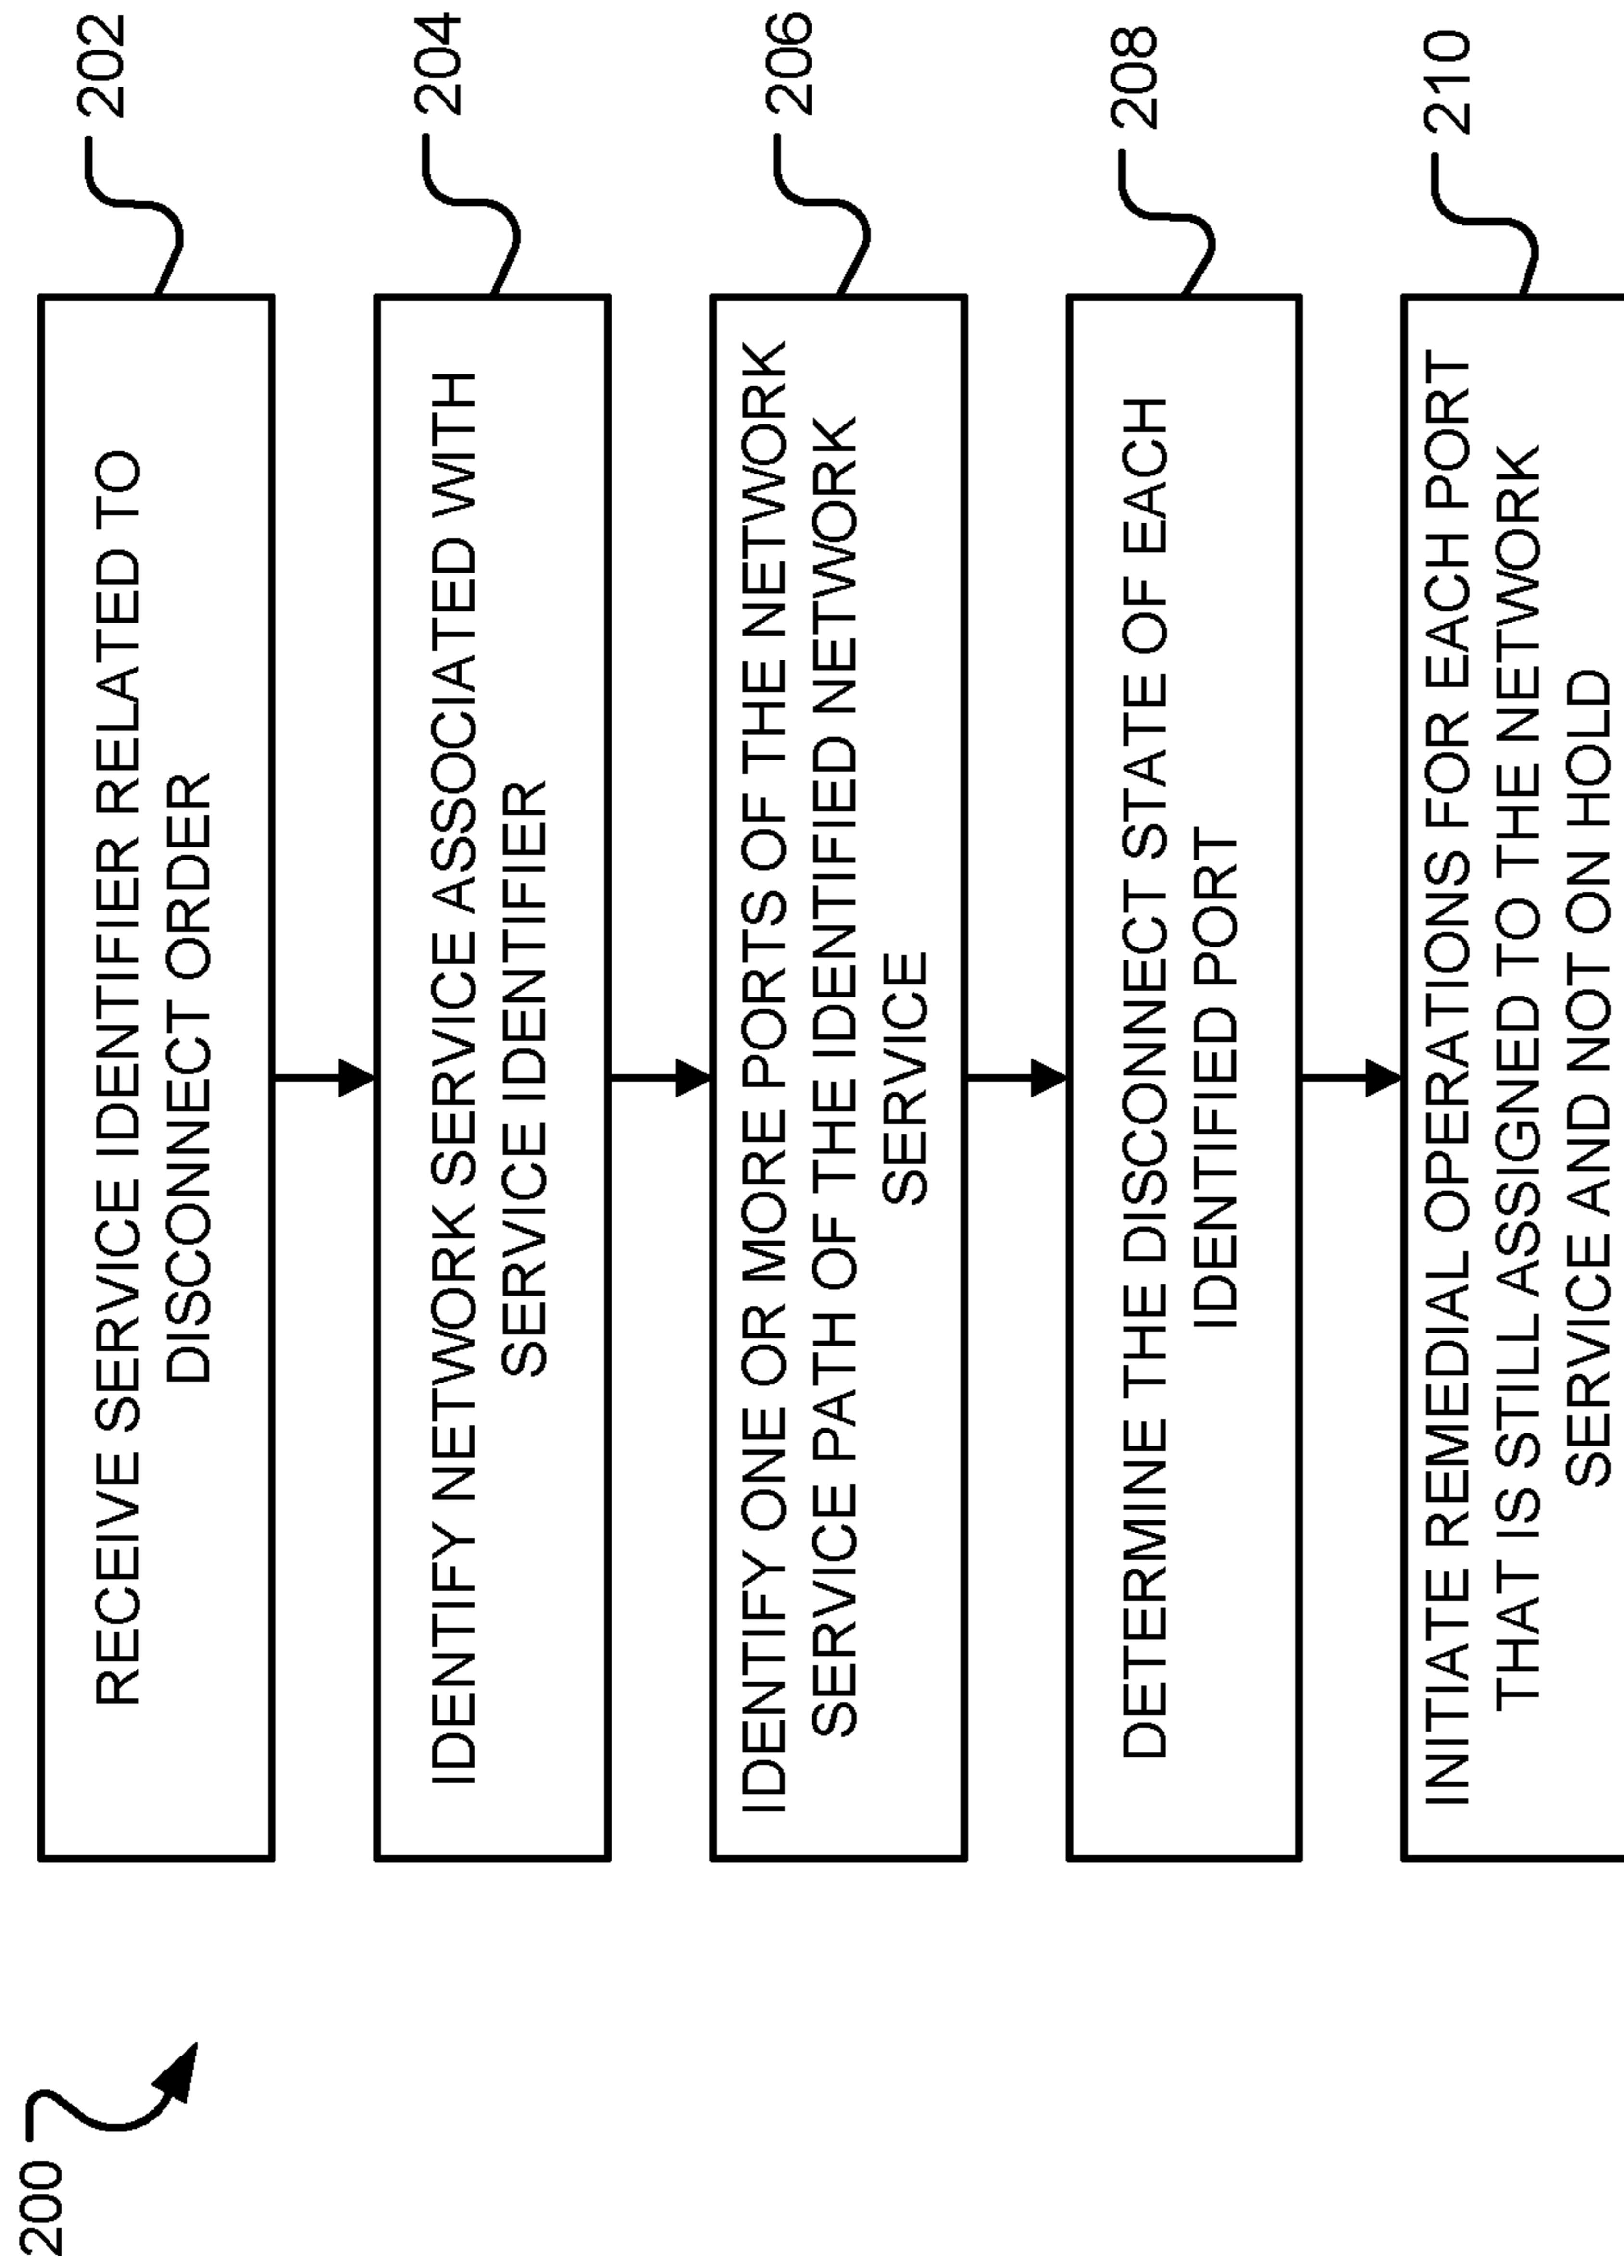 200
RECEIVE SERVICE IDENTIFIER RELATED TO
DISCONNECT ORDER
202
IDENTIFY NETWORK SERVICE ASSOCIATED WITH
SERVICE IDENTIFIER
204
IDENTIFY ONE OR MORE PORTS OF THE NETWORK
SERVICE PATH OF THE IDENTIFIED NETWORK
SERVICE
206
DETERMINE THE DISCONNECT STATE OF EACH
IDENTIFIED PORT
208
INITIATE REMEDIAL OPERATIONS FOR EACH PORT
THAT IS STILL ASSIGNED TO THE NETWORK
SERVICE AND NOT ON HOLD
210